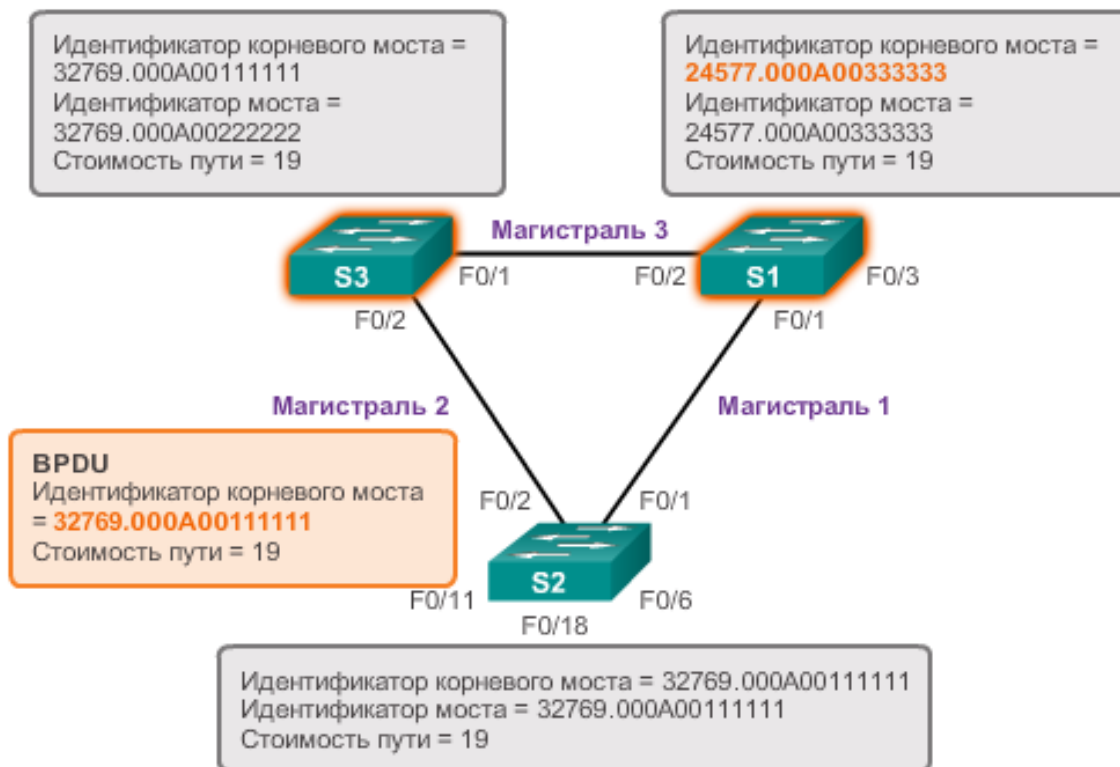 Идентификатор корневого моста =
32769.000A00111111
Идентификатор моста =
32769.000A00222222
Стоимость пути = 19
Идентификатор корневого моста =
24577.000A00333333
Идентификатор моста =
24577.000A00333333
Стоимость пути = 19
Магистраль 3
S3
F0/1
F0/2
S1
F0/3
F0/2
F0/1
Магистраль 2
Магистраль 1
BPDU
Идентификатор корневого моста
= 32769.000A00111111
Стоимость пути = 19
F0/2
F0/1
S2
F0/11
F0/6
F0/18
Идентификатор корневого моста = 32769.000A00111111
Идентификатор моста = 32769.000A00111111
Стоимость пути = 19